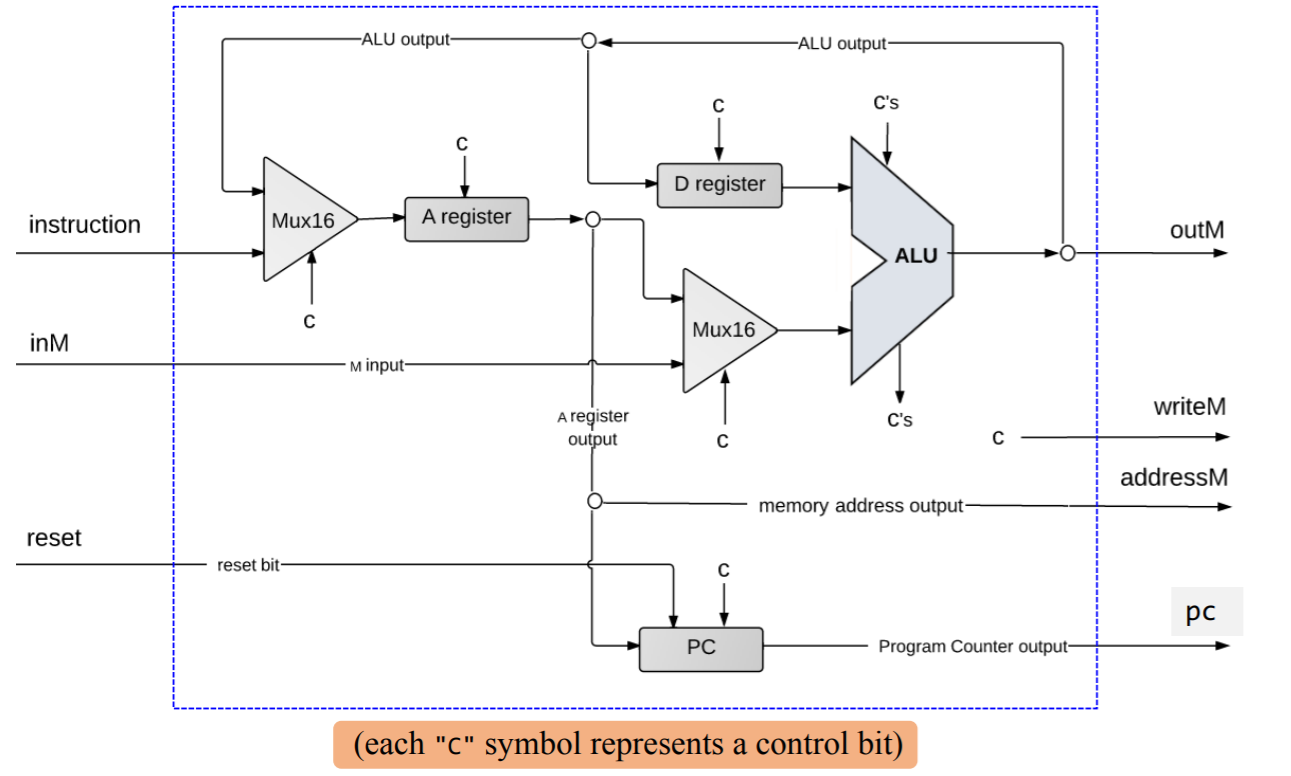 ALU output
ALU output
c
c's
c
instruction
Mux16
A register
D register
ALU
outM
c
inM
M input
Mux16
A register
output
c
c's
c
writeM
addressM
memory address output
reset
reset bit
c
PC
Program Counter output
pc
(each "C" symbol represents a control bit)